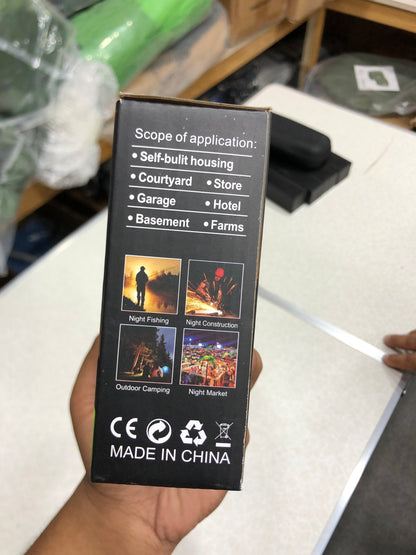 Scope of application:
• Self-bulit housing
• Courtyard • Store
• Garage • Hotel
• Basement • Farms
Night Fishing Night Construction
Outdoor Camping Night Market
CE
MADE IN CHINA